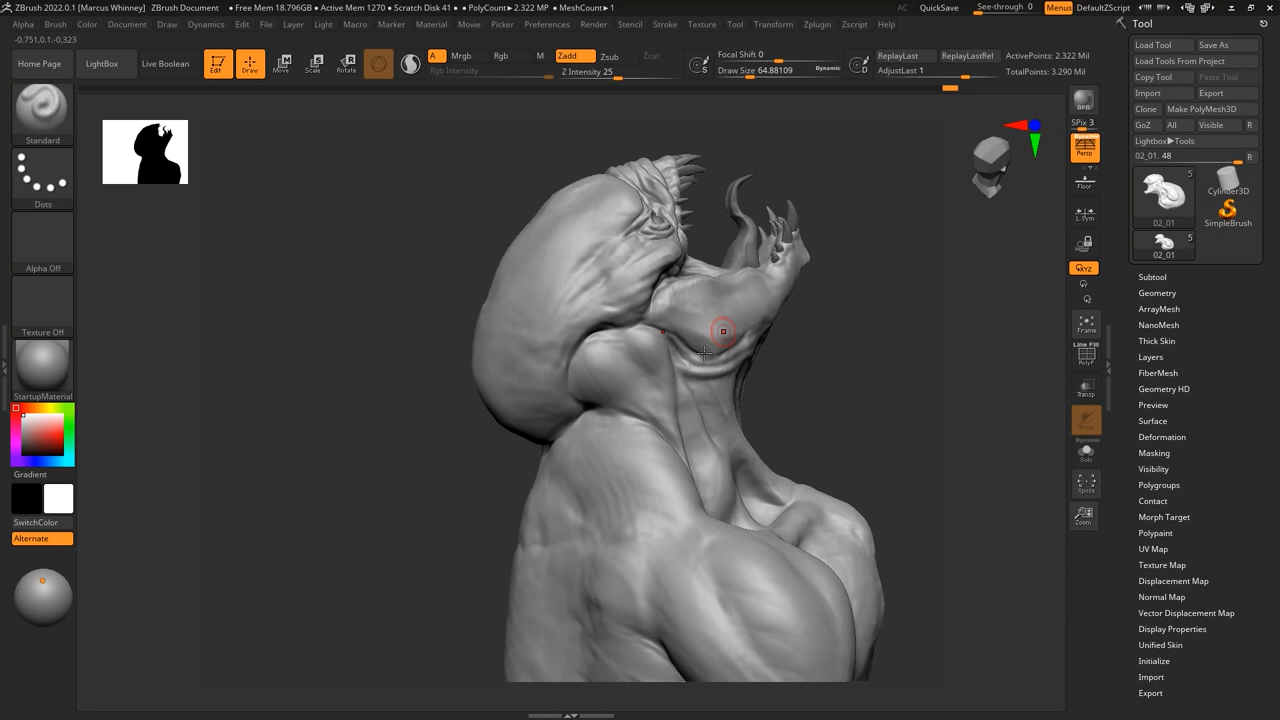 ZBrush 2022.0.1 [Marcus Whinney] ZBrush Document • Free Mem 18.796GB • Active Mem 1270 • Scratch Disk 41 • PolyCount▸2.322 MP • MeshCount▸1 AC QuickSave See-through 0 Menus DefaultZScript
Alpha Brush Color Document Draw Dynamics Edit File Layer Light Macro Marker Material Movie Picker Preferences Render Stencil Stroke Texture Tool Transform Zplugin Zscript Help
-0.751,0.1,-0,323
Home Page LightBox Live Boolean Edit Draw Move Scale Rotate
A Mrgb Rgb M Zadd Zsub Zcut
Rgb Intensity Z Intensity 25
Focal Shift 0
Draw Size 64.88109 Dynamic
S
D
ReplayLast ReplayLastRel
AdjustLast 1
ActivePoints: 2.322 Mil
TotalPoints: 3.290 Mil
Standard
Dots
Alpha Off
Texture Off
StartupMaterial
Gradient
SwitchColor
Alternate
BPR
SPix 3
Dynamic
Persp
Floor
L.Sym
XYZ
Frame
Line Fill
PolyF
Transp
Dynamic
Solo
Xpose
Zoom
Tool
Load Tool Save As
Load Tools From Project
Copy Tool Paste Tool
Import Export
Clone Make PolyMesh3D
GoZ All Visible R
Lightbox▸Tools
02_01. 48 R
5
02_01
Cylinder3D
SimpleBrush
5
02_01
Subtool
Geometry
ArrayMesh
NanoMesh
Thick Skin
Layers
FiberMesh
Geometry HD
Preview
Surface
Deformation
Masking
Visibility
Polygroups
Contact
Morph Target
Polypaint
UV Map
Texture Map
Displacement Map
Normal Map
Vector Displacement Map
Display Properties
Unified Skin
Initialize
Import
Export